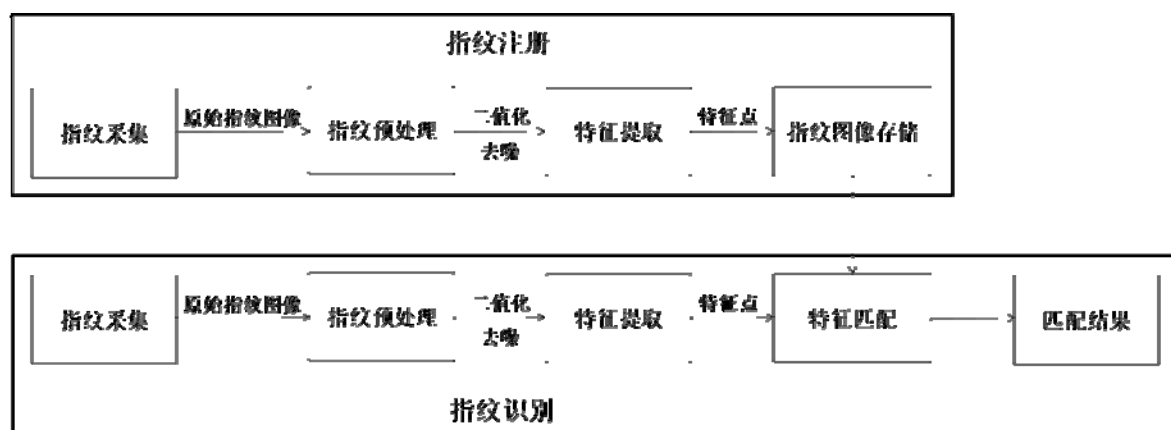 指纹注册
指纹采集
原始指纹图像
指纹预处理
二值化
去噪
特征提取
特征点
指纹图像存储
指纹采集
原始指纹图像
指纹预处理
二值化
去噪
特征提取
特征点
特征匹配
匹配结果
指纹识别